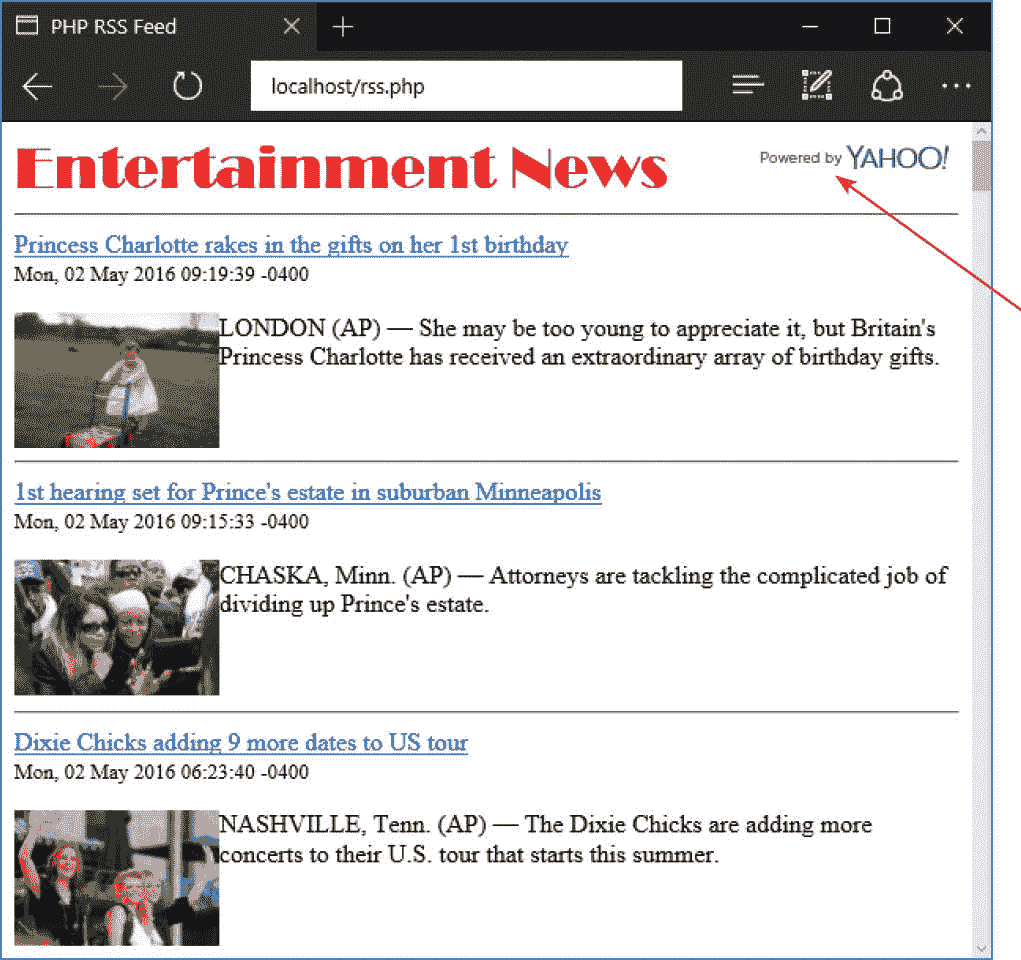 PHP RSS Feed
localhost/rss.php
Entertainment News
Powered by YAHOO!
Princess Charlotte rakes in the gifts on her 1st birthday
Mon, 02 May 2016 09:19:39 -0400
LONDON (AP) — She may be too young to appreciate it, but Britain's
Princess Charlotte has received an extraordinary array of birthday gifts.
1st hearing set for Prince's estate in suburban Minneapolis
Mon, 02 May 2016 09:15:33 -0400
CHASKA, Minn. (AP) — Attorneys are tackling the complicated job of
dividing up Prince's estate.
Dixie Chicks adding 9 more dates to US tour
Mon, 02 May 2016 06:23:40 -0400
NASHVILLE, Tenn. (AP) — The Dixie Chicks are adding more
concerts to their U.S. tour that starts this summer.